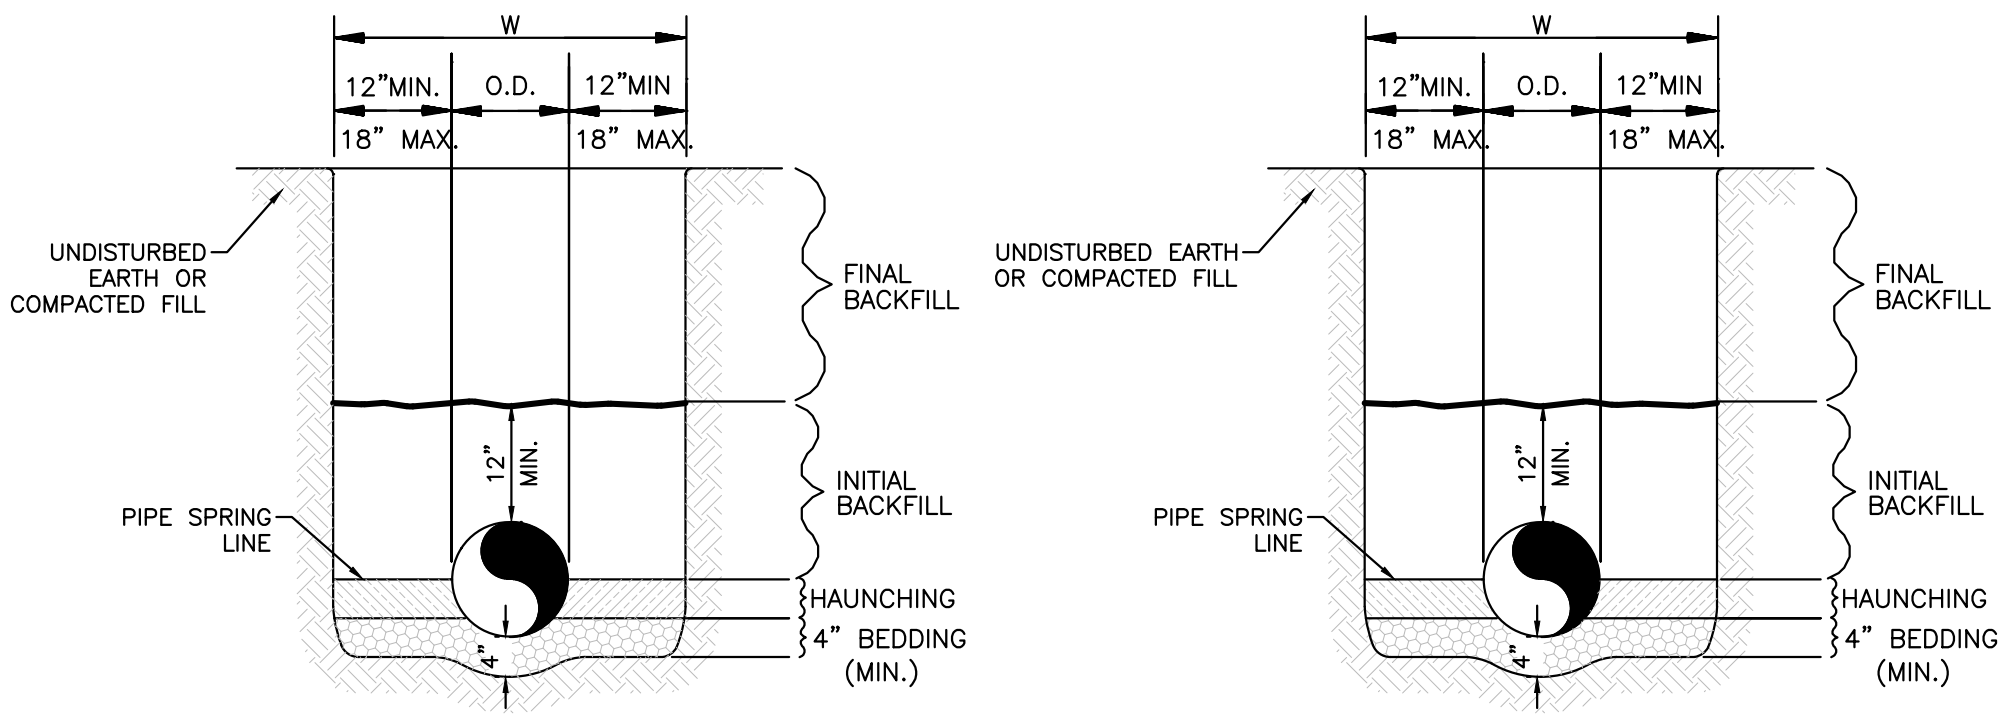 W
12”MIN.
O.D.
12”MIN
18” MAX.
18” MAX.
UNDISTURBED
EARTH OR
COMPACTED FILL
FINAL
BACKFILL
12”
MIN.
INITIAL
BACKFILL
PIPE SPRING
LINE
HAUNCHING
4” BEDDING
(MIN.)
4”
W
12”MIN.
O.D.
12”MIN
18” MAX.
18” MAX.
UNDISTURBED EARTH
OR COMPACTED FILL
FINAL
BACKFILL
12”
MIN.
INITIAL
BACKFILL
PIPE SPRING
LINE
HAUNCHING
4” BEDDING
(MIN.)
4”